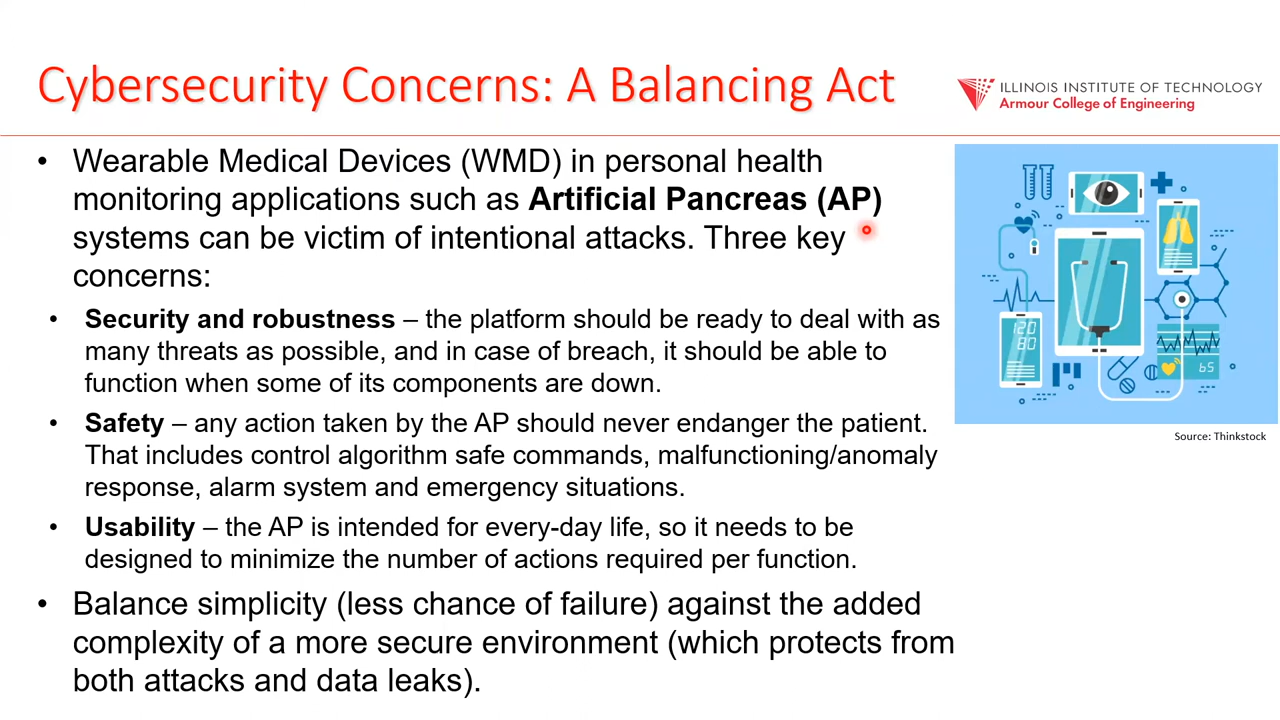 Cybersecurity Concerns: A Balancing Act
ILLINOIS INSTITUTE OF TECHNOLOGY
Armour College of Engineering
• Wearable Medical Devices (WMD) in personal health
monitoring applications such as Artificial Pancreas (AP)
systems can be victim of intentional attacks. Three key
concerns:
• Security and robustness – the platform should be ready to deal with as
many threats as possible, and in case of breach, it should be able to
function when some of its components are down.
• Safety – any action taken by the AP should never endanger the patient.
That includes control algorithm safe commands, malfunctioning/anomaly
response, alarm system and emergency situations.
• Usability – the AP is intended for every-day life, so it needs to be
designed to minimize the number of actions required per function.
• Balance simplicity (less chance of failure) against the added
complexity of a more secure environment (which protects from
both attacks and data leaks).
120
80
65
Source: Thinkstock